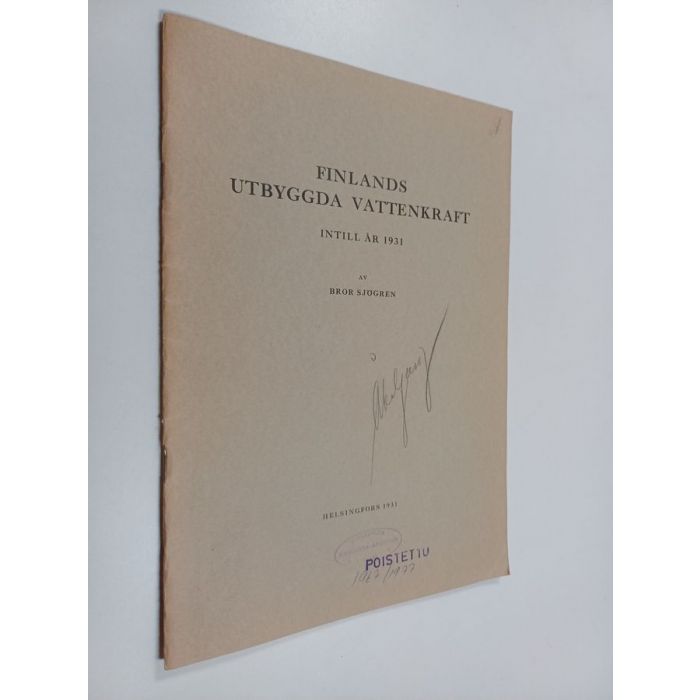 FINLANDS
UTBYGGDA VATTENKRAFT
INTILL ÅR 1931
AV
BROR SJÖGREN
HELSINGFORS 1931
POISTETTU